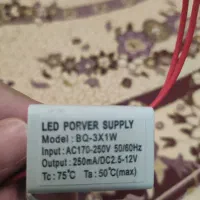 LED PORVER SUPPLY
Model : BQ-3X1W
Input : AC170-250V 50/60Hz
Output : 250mA/DC2.5-12V
Tc : 75°C Ta : 50°C(max)